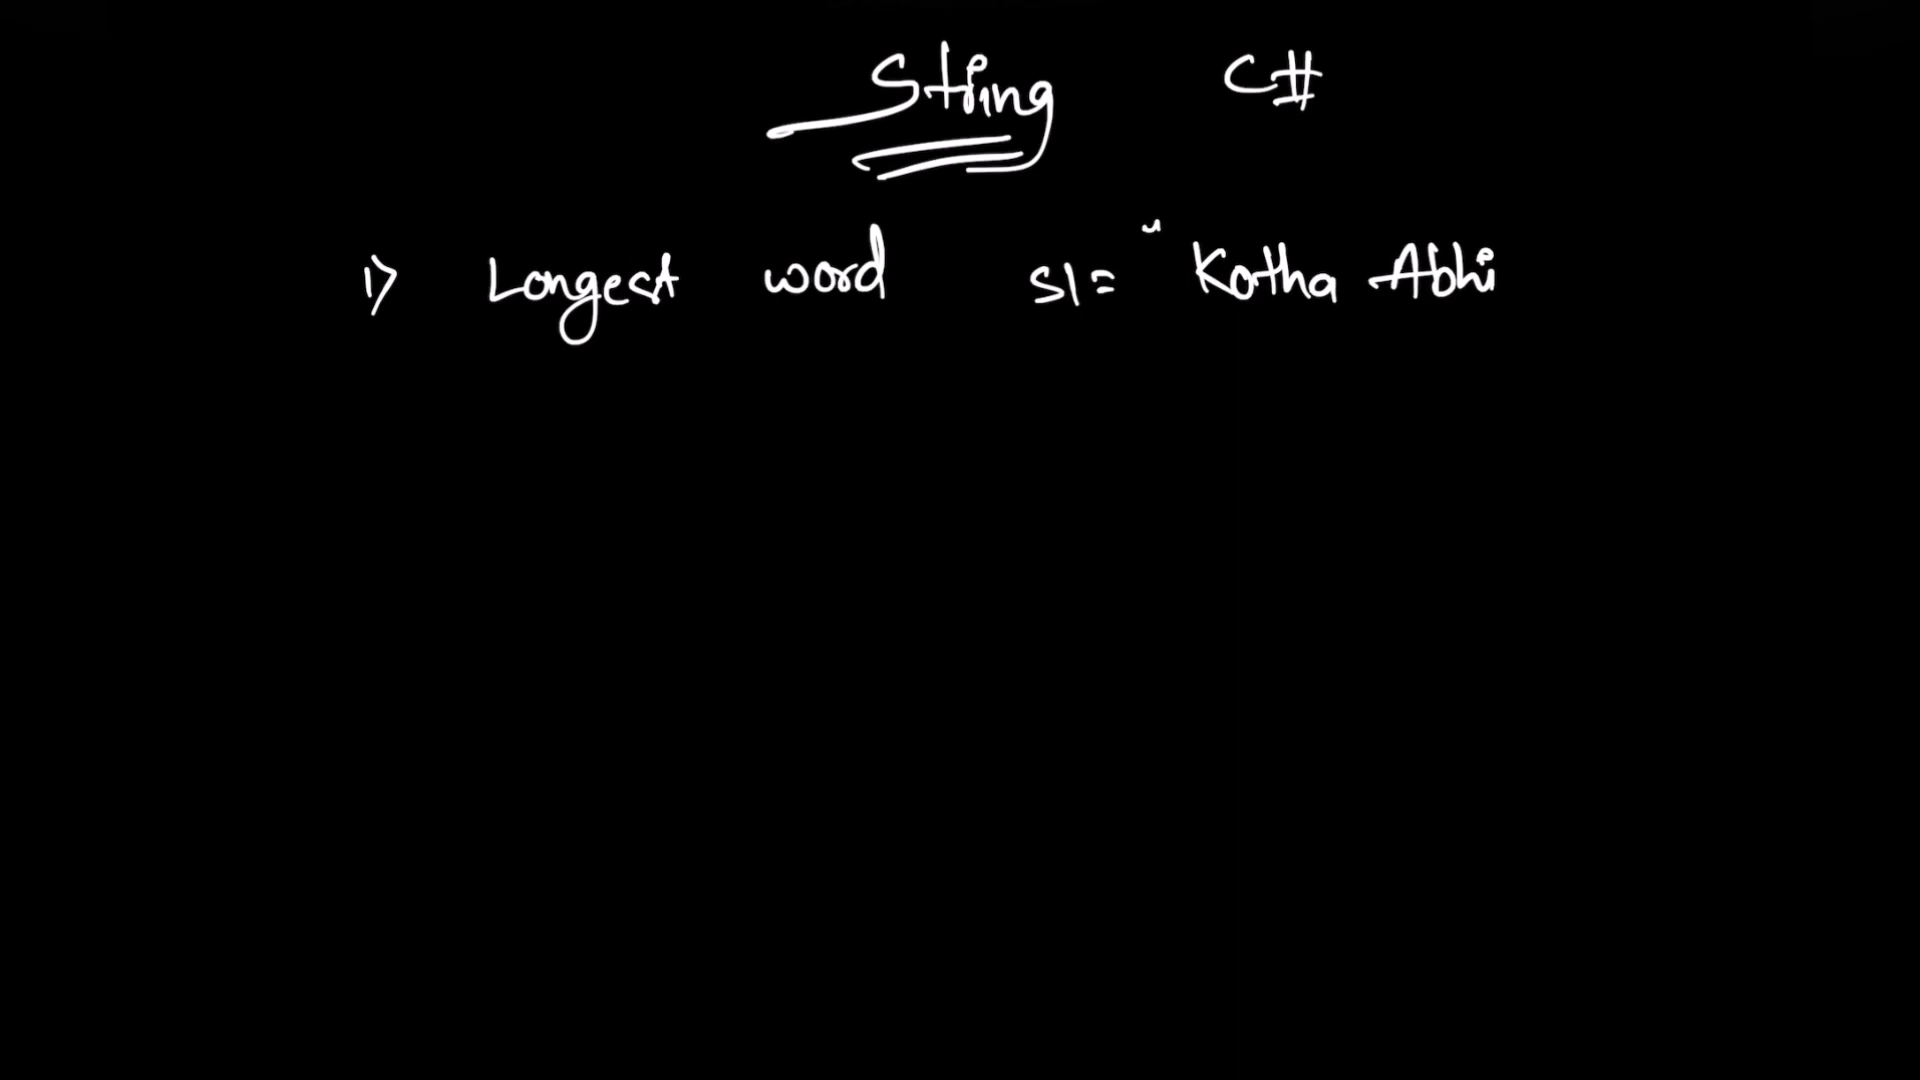 String C#
1) Longest word s1= " Kotha Abhi